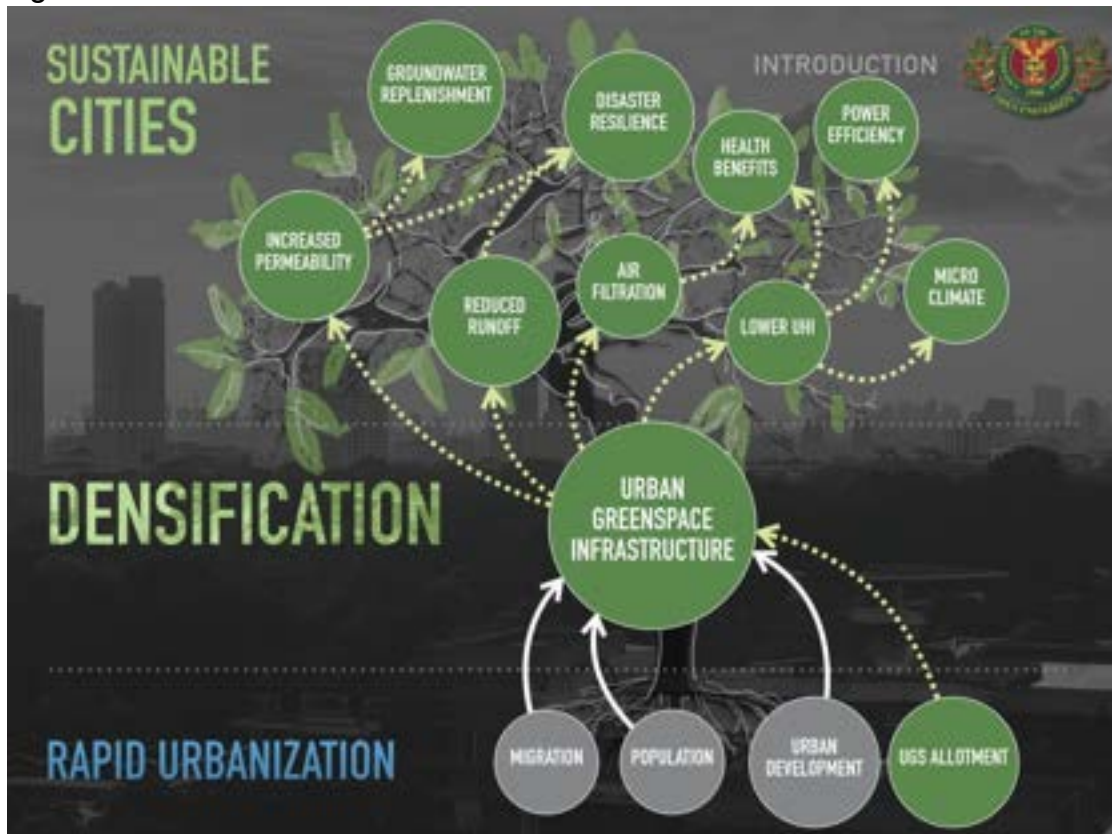 SUSTAINABLE
CITIES
INTRODUCTION
GROUNDWATER
REPLENISHMENT
DISASTER
RESILIENCE
HEALTH
BENEFITS
POWER
EFFICIENCY
INCREASED
PERMEABILITY
REDUCED
RUNOFF
AIR
FILTRATION
LOWER UHI
MICRO
CLIMATE
DENSIFICATION
URBAN
GREENSPACE
INFRASTRUCTURE
RAPID URBANIZATION
MIGRATION
POPULATION
URBAN
DEVELOPMENT
UGS ALLOTMENT